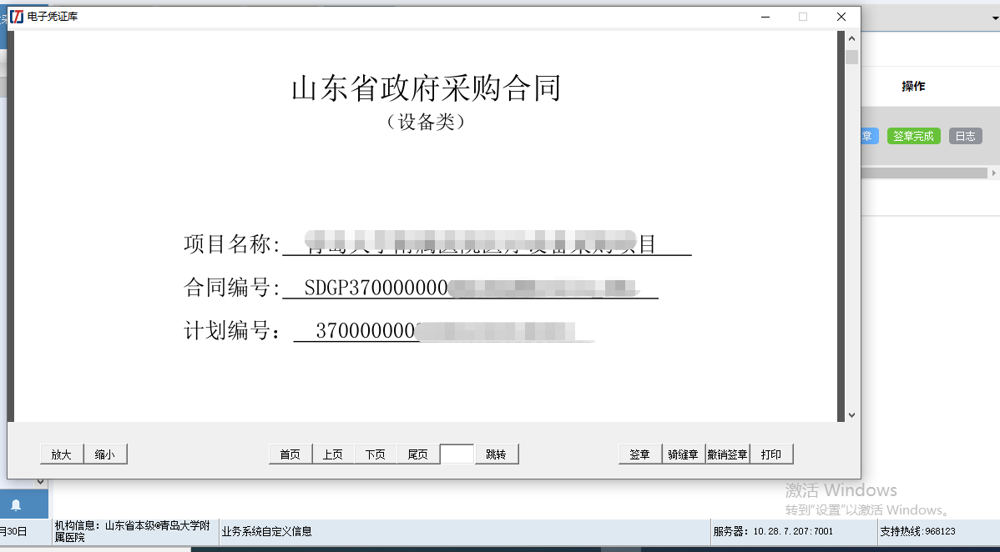 电子凭证库
山东省政府采购合同
（设备类）
操作
章 签章完成 日志
项目名称: 目
合同编号: SDGP370000000
计划编号： 370000000
放大 缩小 首页 上页 下页 尾页 跳转 签章 骑缝章 撤销签章 打印
激活 Windows
转到"设置"以激活 Windows。
月30日
机构信息：山东省本级@青岛大学附
属医院
业务系统自定义信息
服务器：10.28.7.207:7001
支持热线:968123